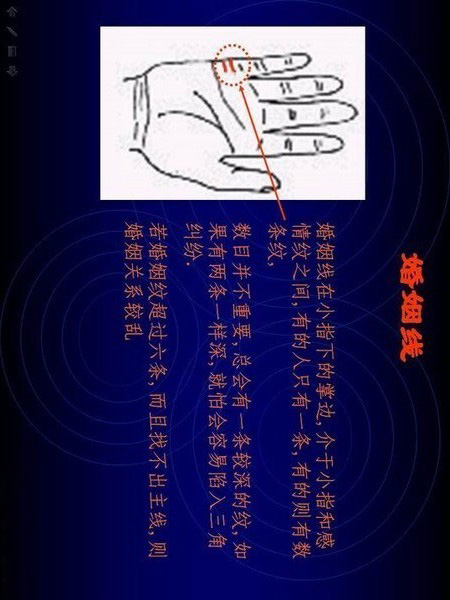 婚姻线
婚姻线在小指下的掌边,介于小指和感
情纹之间,有的人只有一条,有的则有数
条纹,
数目并不重要,总会有一条较深的纹,如
果有两条一样深,就怕会容易陷入三角
纠纷.
若婚姻纹超过六条,而且找不出主线,则
婚姻关系较乱